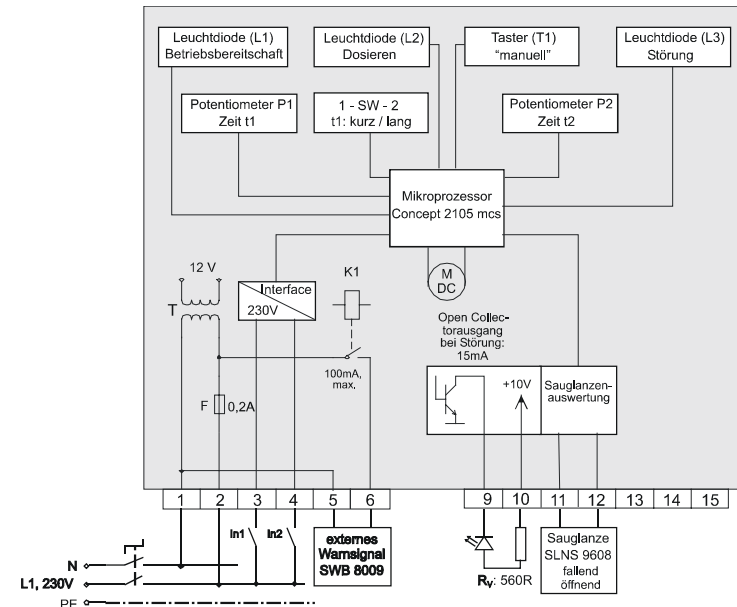 Leuchtdiode (L1)
Betriebsbereitschaft
Leuchtdiode (L2)
Dosieren
Taster (T1)
"manuell"
Leuchtdiode (L3)
Störung
Potentiometer P1
Zeit t1
1 - SW - 2
t1: kurz / lang
Potentiometer P2
Zeit t2
Mikroprozessor
Concept 2105 mcs
M
DC
12 V
T
Interface
230V
K1
100mA,
max.
F 0,2A
Open Collec-
torausgang
bei Störung:
15mA
+10V
Sauglanzen-
auswertung
1 2 3 4 5 6 9 10 11 12 13 14 15
In1 In2
externes
Warnsignal
SWB 8009
RV: 560R
Sauglanze
SLNS 9608
fallend
öffnend
N
L1, 230V
PE